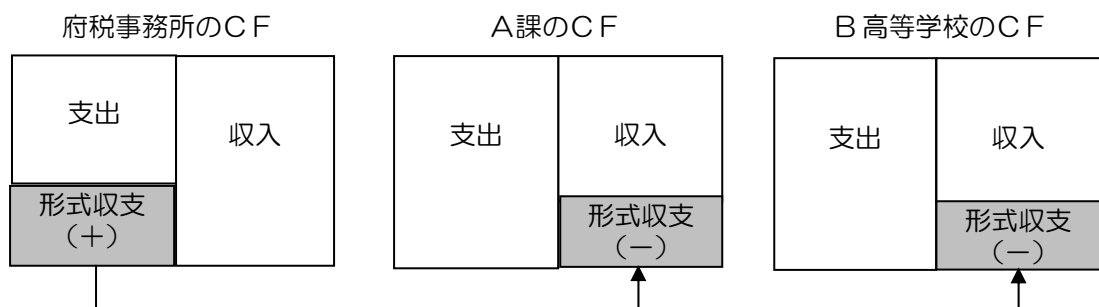 府税事務所のCF
支出
収入
形式収支
(+)
A課のCF
支出
収入
形式収支
(-)
B高等学校のCF
支出
収入
形式収支
(-)